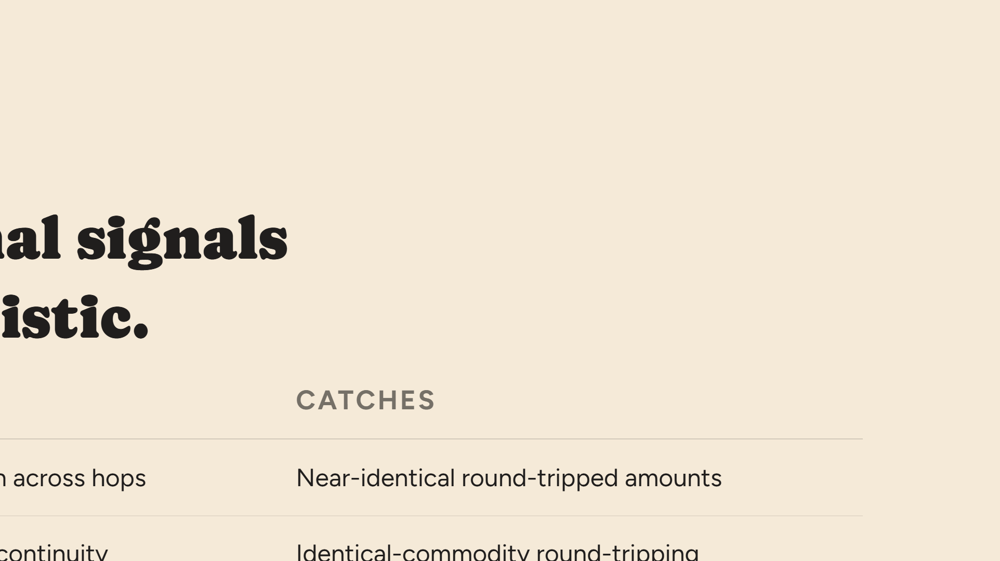 al signals
istic.
CATCHES
across hops
Near-identical round-tripped amounts
continuity
Identical-commodity round-tripping